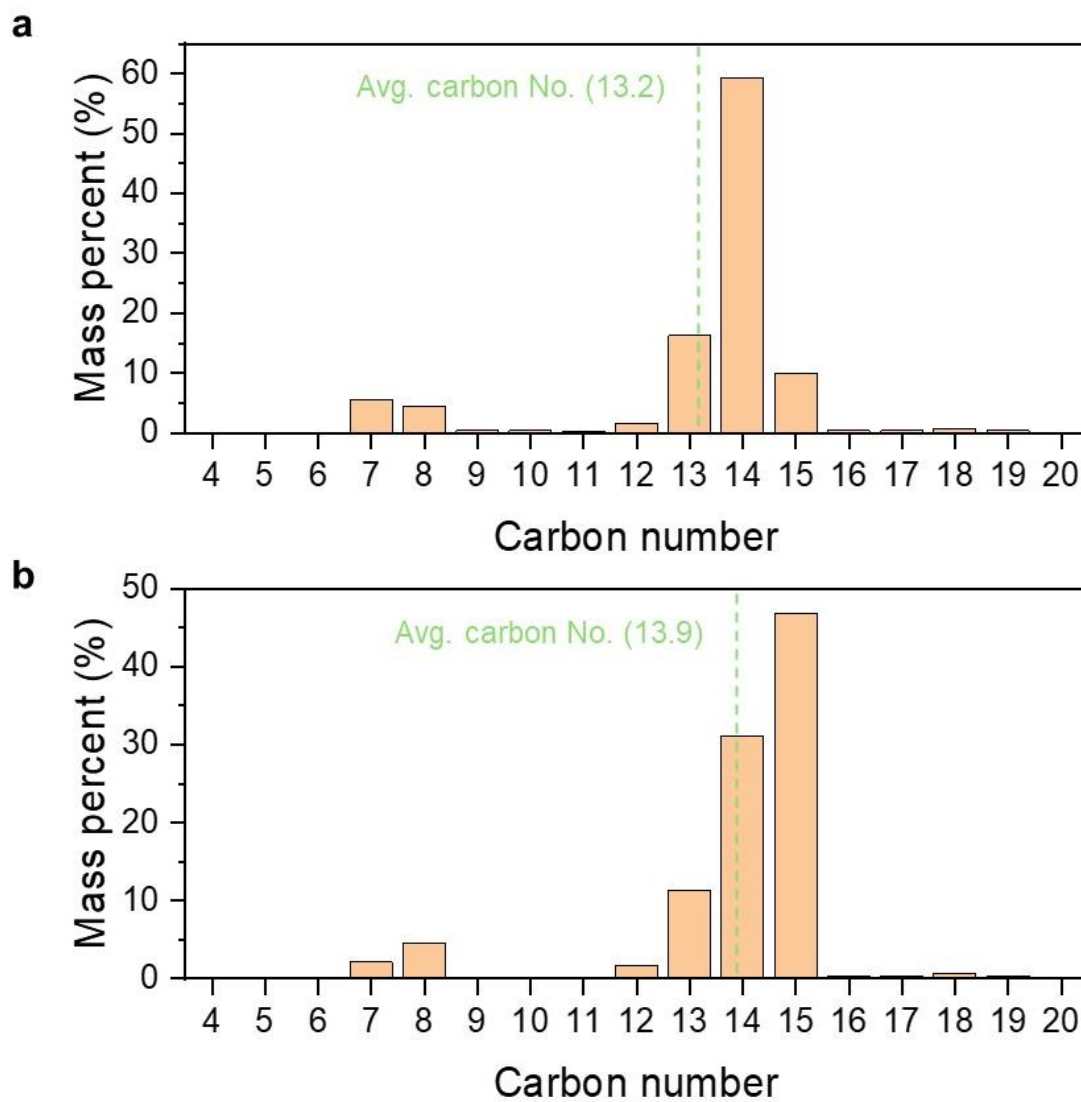 a
Mass percent (%)
60
50
40
30
20
10
0
Avg. carbon No. (13.2)
4 5 6 7 8 9 10 11 12 13 14 15 16 17 18 19 20
Carbon number
b
Mass percent (%)
50
40
30
20
10
0
Avg. carbon No. (13.9)
4 5 6 7 8 9 10 11 12 13 14 15 16 17 18 19 20
Carbon number